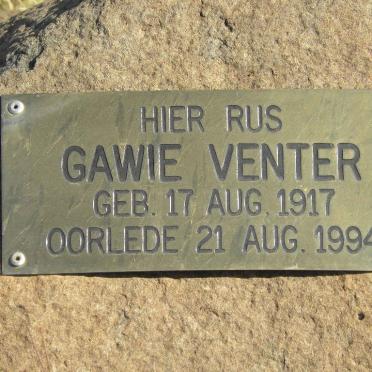 HIER RUS
GAWIE VENTER
GEB. 17 AUG. 1917
OORLEDE 21 AUG. 1994